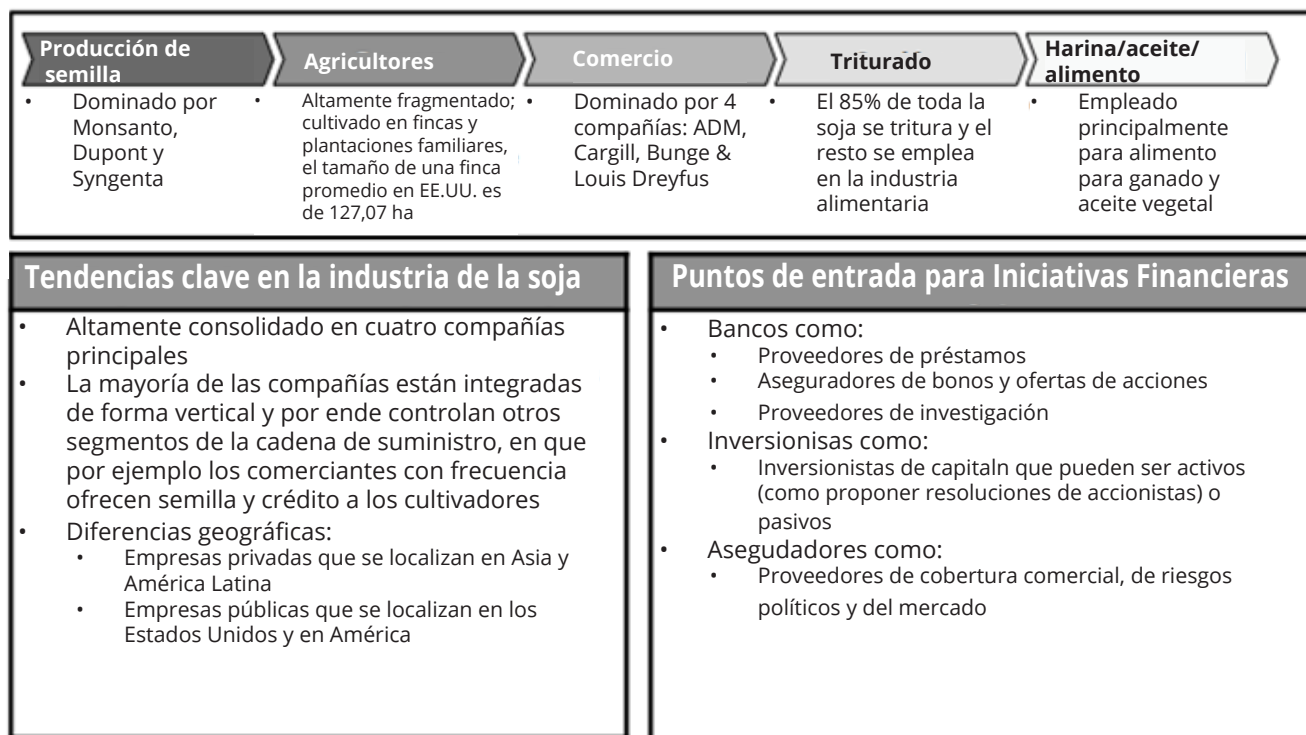 Producción de
semilla
• Dominado por
Monsanto,
Dupont y
Syngenta
Agricultores
• Altamente fragmentado;
cultivado en fincas y
plantaciones familiares,
el tamaño de una finca
promedio en EE.UU. es
de 127,07 ha
Comercio
• Dominado por 4
compañías: ADM,
Cargill, Bunge &
Louis Dreyfus
Triturado
• El 85% de toda la
soja se tritura y el
resto se emplea
en la industria
alimentaria
Harina/aceite/
alimento
• Empleado
principalmente
para alimento
para ganado y
aceite vegetal
Tendencias clave en la industria de la soja
• Altamente consolidado en cuatro compañías
principales
• La mayoría de las compañías están integradas
de forma vertical y por ende controlan otros
segmentos de la cadena de suministro, en que
por ejemplo los comerciantes con frecuencia
ofrecen semilla y crédito a los cultivadores
• Diferencias geográficas:
• Empresas privadas que se localizan en Asia y
América Latina
• Empresas públicas que se localizan en los
Estados Unidos y en América
Puntos de entrada para Iniciativas Financieras
• Bancos como:
• Proveedores de préstamos
• Aseguradores de bonos y ofertas de acciones
• Proveedores de investigación
• Inversionisas como:
• Inversionistas de capitaln que pueden ser activos
(como proponer resoluciones de accionistas) o
pasivos
• Asegudadores como:
• Proveedores de cobertura comercial, de riesgos
políticos y del mercado